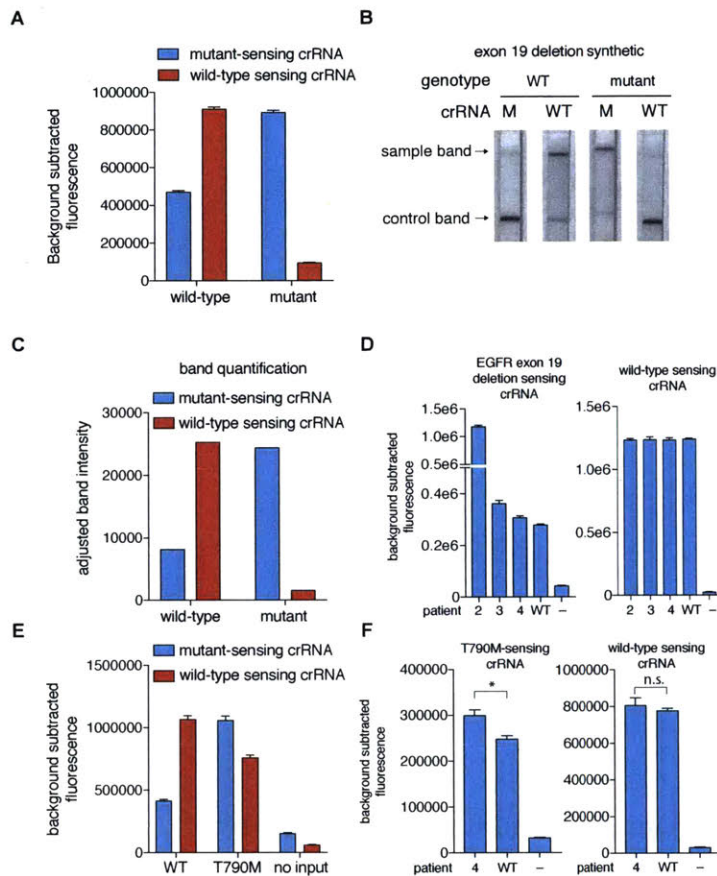 A
mutant-sensing crRNA
wild-type sensing crRNA
Background subtracted
fluorescence
1000000
800000
600000
400000
200000
0
wild-type
mutant
B
exon 19 deletion synthetic
genotype WT mutant
crRNA M WT M WT
sample band →
control band →
C
band quantification
mutant-sensing crRNA
wild-type sensing crRNA
adjusted band intensity
30000
20000
10000
0
wild-type
mutant
D
EGFR exon 19
deletion sensing
crRNA
background subtracted
fluorescence
1.5e6
1.0e6
0.5e6
0.4e6
0.2e6
0
patient 2 3 4 WT –
wild-type sensing
crRNA
1.5e6
1.0e6
0.5e6
0
2 3 4 WT –
E
mutant-sensing crRNA
wild-type sensing crRNA
background subtracted
fluorescence
1500000
1000000
500000
0
WT T790M no input
F
T790M-sensing
crRNA
*
background subtracted
fluorescence
400000
300000
200000
100000
0
patient 4 WT –
wild-type sensing
crRNA
n.s.
1000000
800000
600000
400000
200000
0
4 WT –